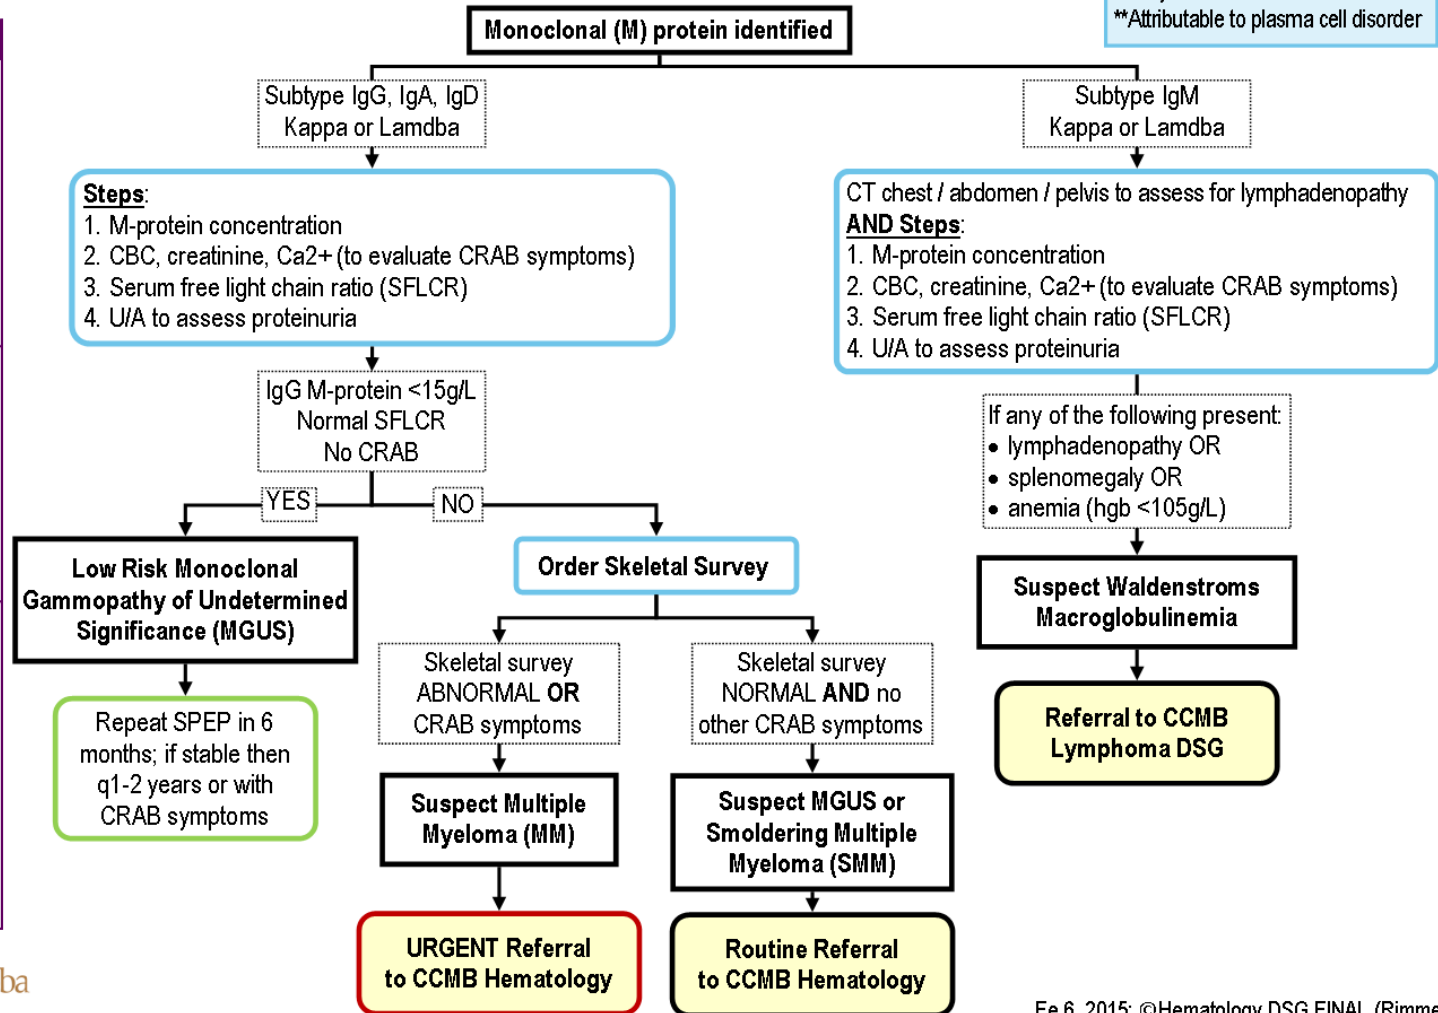 **Attributable to plasma cell disorder
Monoclonal (M) protein identified
Subtype IgG, IgA, IgD
Kappa or Lamdba
Subtype IgM
Kappa or Lamdba
Steps:
1. M-protein concentration
2. CBC, creatinine, Ca2+ (to evaluate CRAB symptoms)
3. Serum free light chain ratio (SFLCR)
4. U/A to assess proteinuria
CT chest / abdomen / pelvis to assess for lymphadenopathy
AND Steps:
1. M-protein concentration
2. CBC, creatinine, Ca2+ (to evaluate CRAB symptoms)
3. Serum free light chain ratio (SFLCR)
4. U/A to assess proteinuria
IgG M-protein <15g/L
Normal SFLCR
No CRAB
If any of the following present:
• lymphadenopathy OR
• splenomegaly OR
• anemia (hgb <105g/L)
YES
NO
Low Risk Monoclonal
Gammopathy of Undetermined
Significance (MGUS)
Order Skeletal Survey
Suspect Waldenstroms
Macroglobulinemia
Skeletal survey
ABNORMAL OR
CRAB symptoms
Skeletal survey
NORMAL AND no
other CRAB symptoms
Repeat SPEP in 6
months; if stable then
q1-2 years or with
CRAB symptoms
Referral to CCMB
Lymphoma DSG
Suspect Multiple
Myeloma (MM)
Suspect MGUS or
Smoldering Multiple
Myeloma (SMM)
URGENT Referral
to CCMB Hematology
Routine Referral
to CCMB Hematology
ba
Fe 6, 2015; ©Hematology DSG FINAL (Rimme